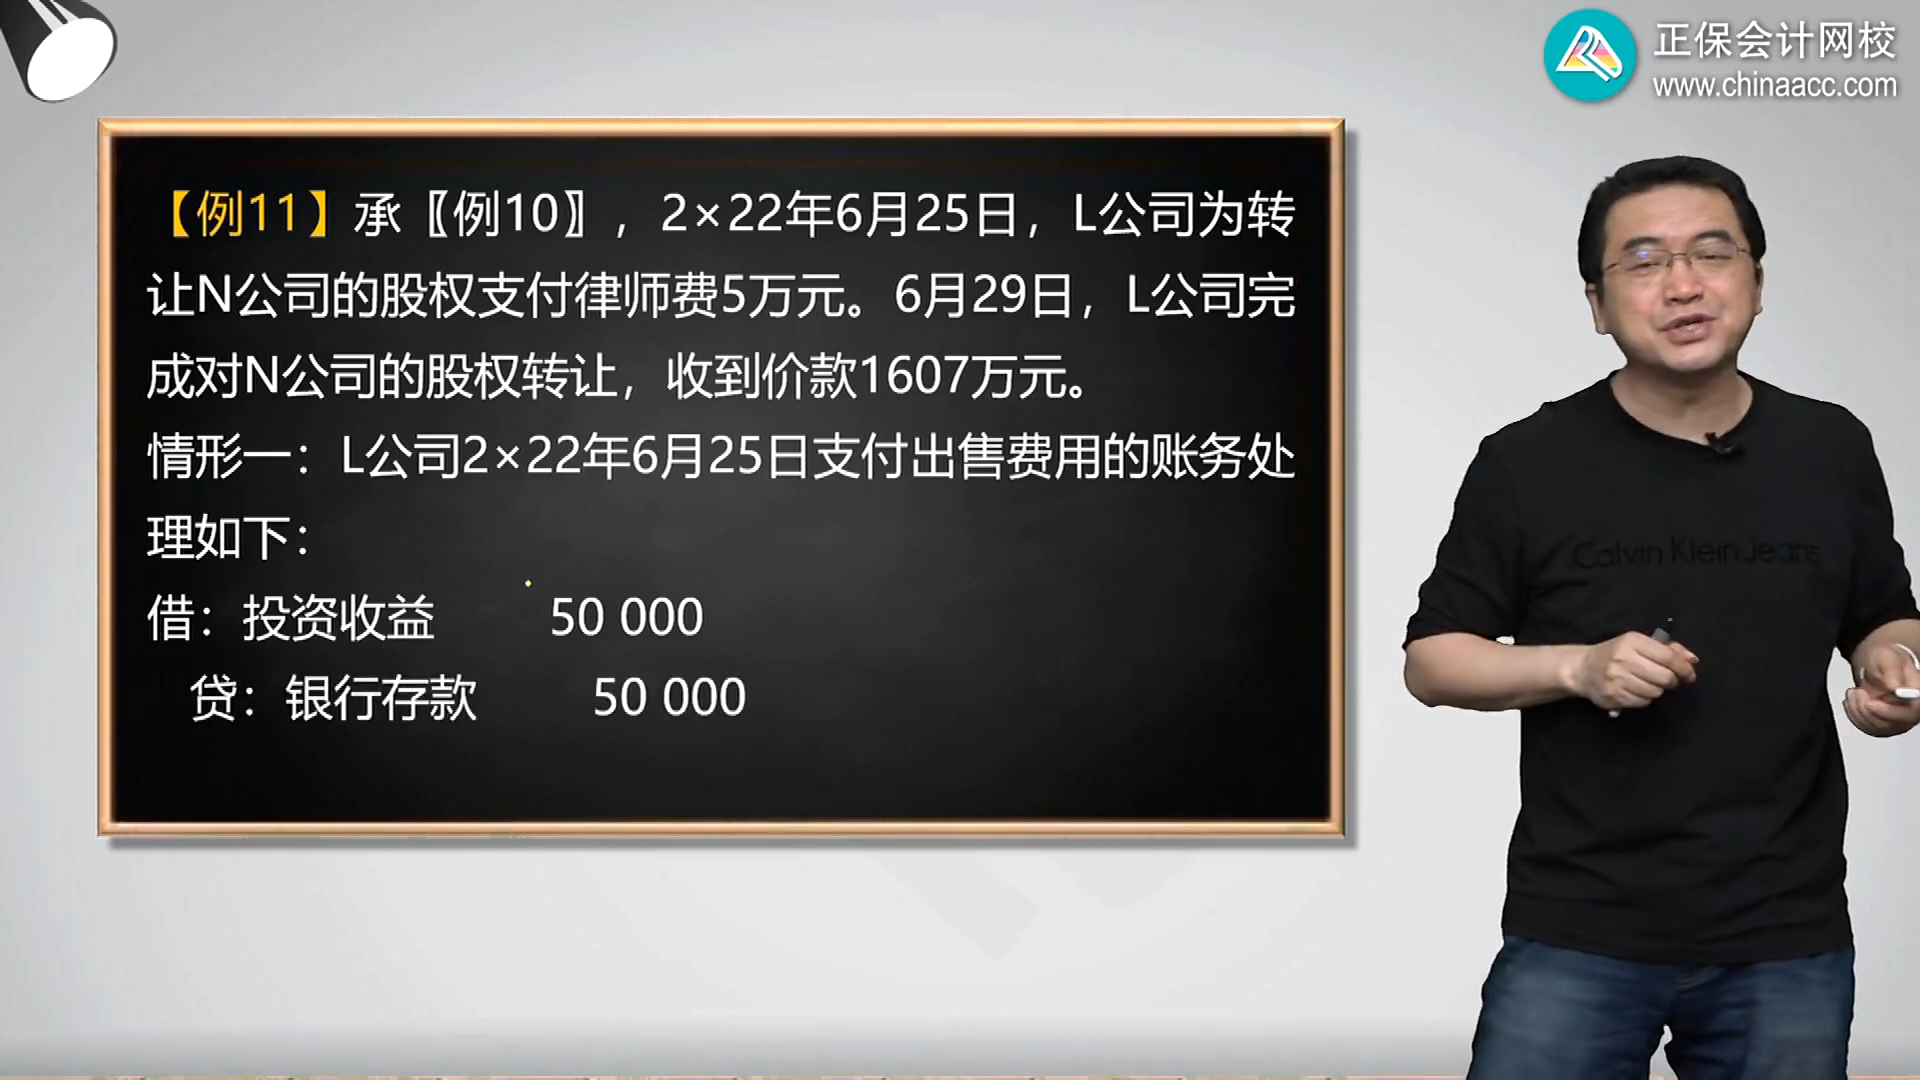 正保会计网校
www.chinaacc.com
【例11】承〖例10〗，2×22年6月25日，L公司为转
让N公司的股权支付律师费5万元。6月29日，L公司完
成对N公司的股权转让，收到价款1607万元。
情形一：L公司2×22年6月25日支付出售费用的账务处
理如下：
借：投资收益 50 000
贷：银行存款 50 000
Calvin Klein Jeans